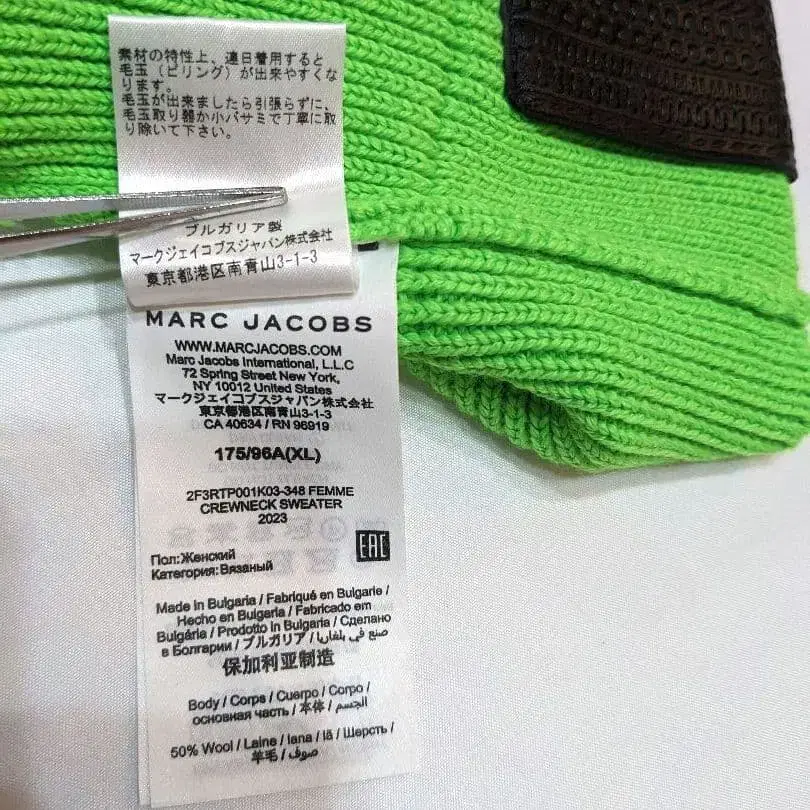 素材の特性上、連日着用すると
毛玉（ピリング）が出来やすくな
ります。
毛玉が出来ましたら引張らずに、
毛玉取り器か小バサミで丁寧に取
り除いて下さい。
ブルガリア製
マークジェイコブスジャパン株式会社
東京都港区南青山3-1-3
MARC JACOBS
WWW.MARCJACOBS.COM
Marc Jacobs International, L.L.C
72 Spring Street New York,
NY 10012 United States
マークジェイコブスジャパン株式会社
東京都港区南青山3-1-3
CA 40634 / RN 96919
175/96A(XL)
2F3RTP001K03-348 FEMME
CREWNECK SWEATER
2023
EAC
Пол:Женский
Категория:Вязаный
Made in Bulgaria / Fabriqué en Bulgarie /
Hecho en Bulgaria / Fabricado em
Bulgária / Prodotto in Bulgaria / Сделано
в Болгарии / ブルガリア / صنع في بلغاريا
保加利亚制造
Body / Corps / Cuerpo / Corpo /
основная часть / 本体 / الجسم
50% Wool / Laine / lana / lã / Шерсть /
羊毛 / صوف